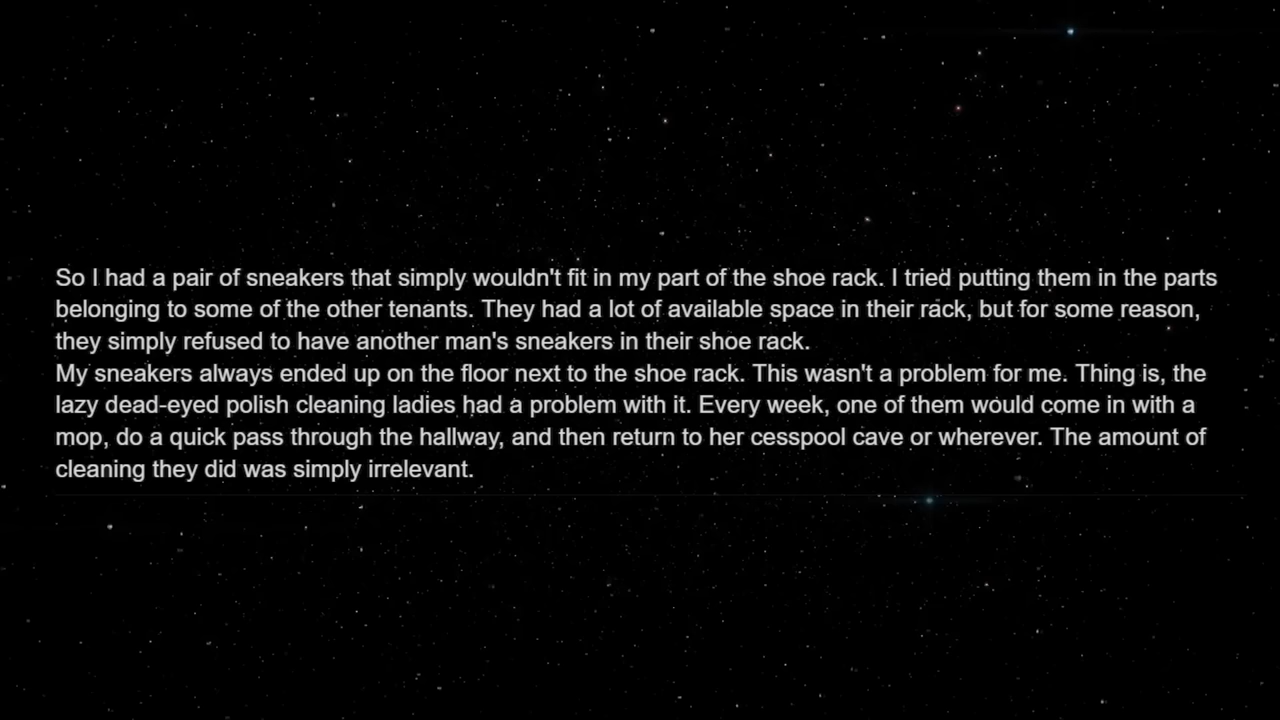 So I had a pair of sneakers that simply wouldn't fit in my part of the shoe rack. I tried putting them in the parts
belonging to some of the other tenants. They had a lot of available space in their rack, but for some reason,
they simply refused to have another man's sneakers in their shoe rack.
My sneakers always ended up on the floor next to the shoe rack. This wasn't a problem for me. Thing is, the
lazy dead-eyed polish cleaning ladies had a problem with it. Every week, one of them would come in with a
mop, do a quick pass through the hallway, and then return to her cesspool cave or wherever. The amount of
cleaning they did was simply irrelevant.